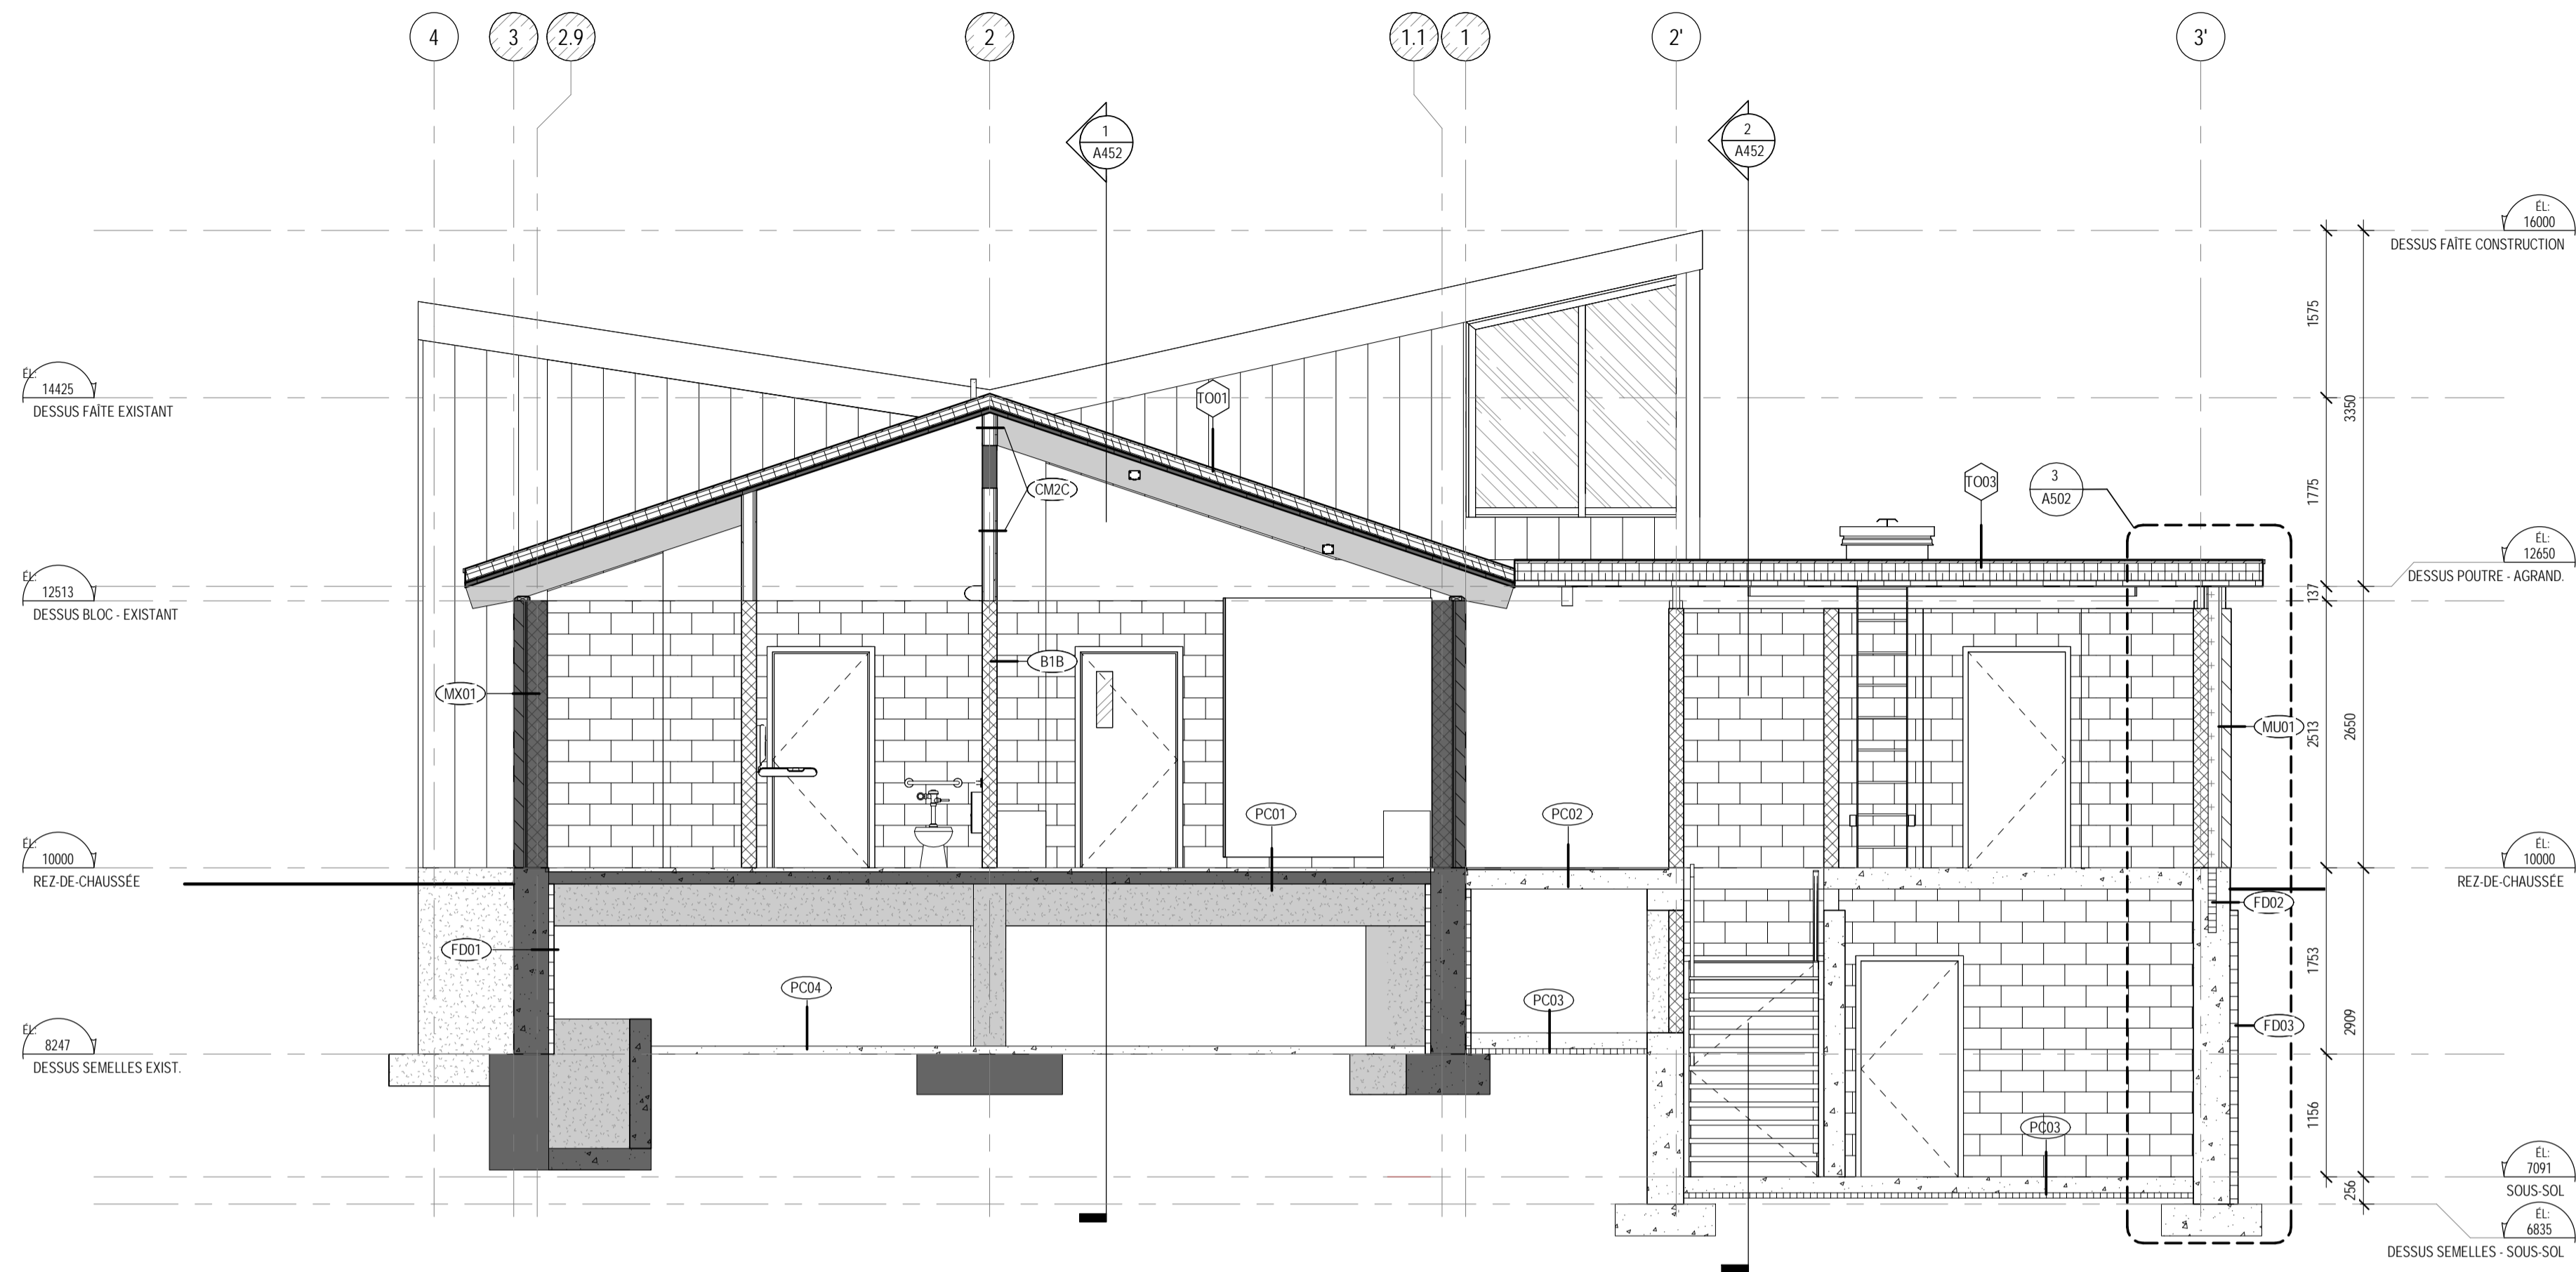 4
3
2.9
2
1.1
1
2'
3'
1
A452
2
A452
ÉL:
16000
DESSUS FAÎTE CONSTRUCTION
1575
ÉL:
14425
DESSUS FAÎTE EXISTANT
TO01
3350
CM2C
TO03
3
A502
1775
ÉL:
12650
DESSUS POUTRE - AGRAND.
ÉL:
12513
DESSUS BLOC - EXISTANT
137
B1B
MX01
MU01
2513
2650
PC01
PC02
ÉL:
10000
REZ-DE-CHAUSSÉE
ÉL:
10000
REZ-DE-CHAUSSÉE
FD02
FD01
1753
PC04
PC03
FD03
2909
ÉL:
8247
DESSUS SEMELLES EXIST.
1156
PC03
ÉL:
7091
SOUS-SOL
256
ÉL:
6835
DESSUS SEMELLES - SOUS-SOL